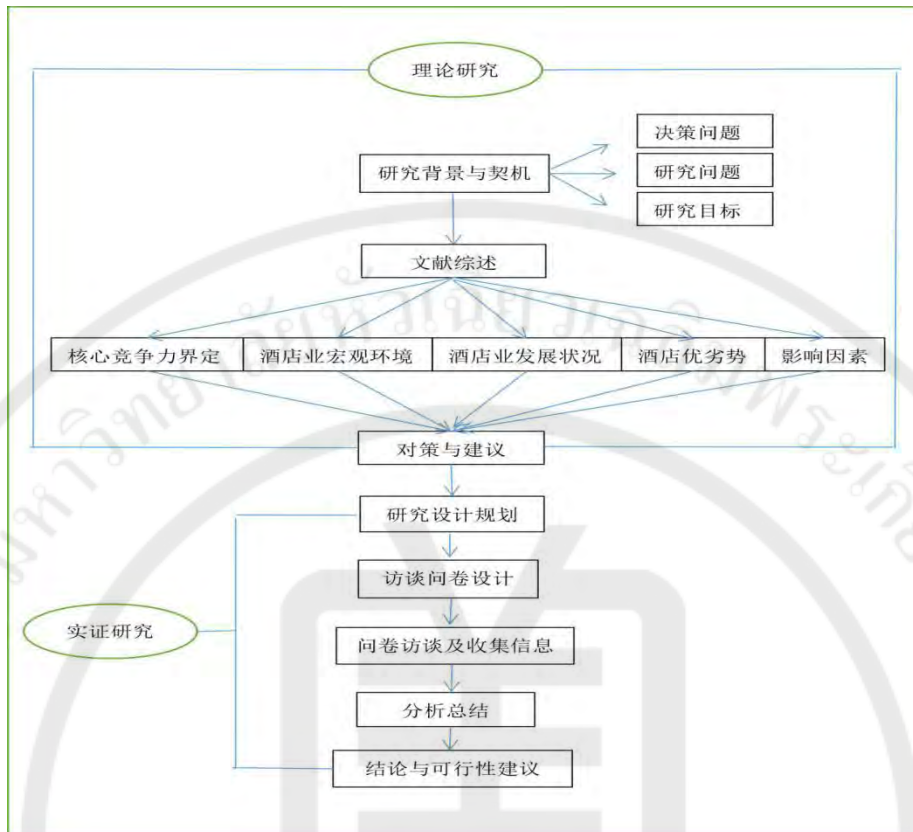 理论研究
决策问题
研究背景与契机
研究问题
研究目标
文献综述
核心竞争力界定
酒店业宏观环境
酒店业发展状况
酒店优劣势
影响因素
对策与建议
研究设计规划
访谈问卷设计
实证研究
问卷访谈及收集信息
分析总结
结论与可行性建议